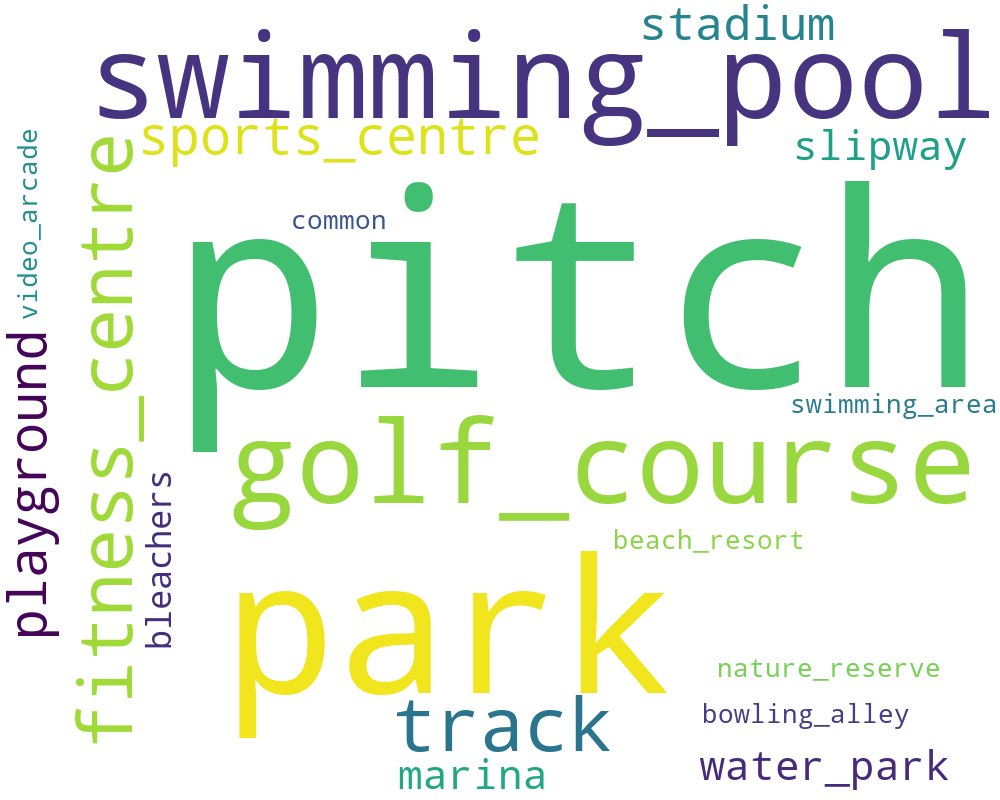 stadium
swimming_pool
sports_centre
slipway
video_arcade
fitness_centre
common
pitch
playground
swimming_area
golf_course
bleachers
beach_resort
park
nature_reserve
track
bowling_alley
marina
water_park